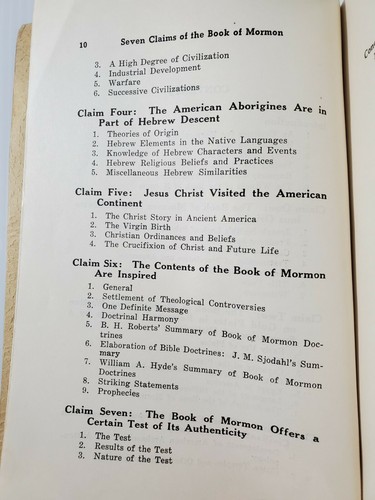 10 Seven Claims of the Book of Mormon
3. A High Degree of Civilization
4. Industrial Development
5. Warfare
6. Successive Civilizations
Claim Four: The American Aborigines Are in
Part of Hebrew Descent
1. Theories of Origin
2. Hebrew Elements in the Native Languages
3. Knowledge of Hebrew Characters and Events
4. Hebrew Religious Beliefs and Practices
5. Miscellaneous Hebrew Similarities
Claim Five: Jesus Christ Visited the American
Continent
1. The Christ Story in Ancient America
2. The Virgin Birth
3. Christian Ordinances and Beliefs
4. The Crucifixion of Christ and Future Life
Claim Six: The Contents of the Book of Mormon
Are Inspired
1. General
2. Settlement of Theological Controversies
3. One Definite Message
4. Doctrinal Harmony
5. B. H. Roberts' Summary of Book of Mormon Doc-
trines
6. Elaboration of Bible Doctrines: J. M. Sjodahl's Sum-
mary
7. William A. Hyde's Summary of Book of Mormon
Doctrines
8. Striking Statements
9. Prophecies
Claim Seven: The Book of Mormon Offers a
Certain Test of Its Authenticity
1. The Test
2. Results of the Test
3. Nature of the Test